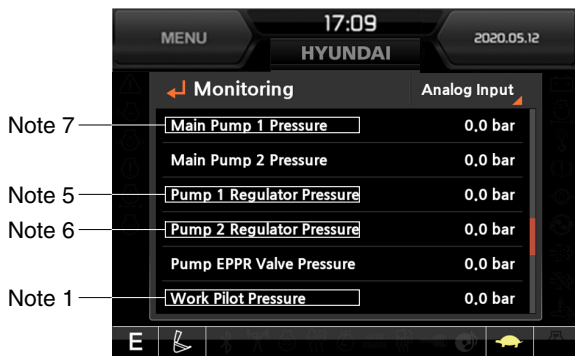 MENU
17:09
2020.05.12
HYUNDAI
Monitoring
Analog Input
Note 7
Main Pump 1 Pressure
0.0 bar
Main Pump 2 Pressure
0.0 bar
Note 5
Pump 1 Regulator Pressure
0.0 bar
Note 6
Pump 2 Regulator Pressure
0.0 bar
Pump EPPR Valve Pressure
0.0 bar
Note 1
Work Pilot Pressure
0.0 bar
E